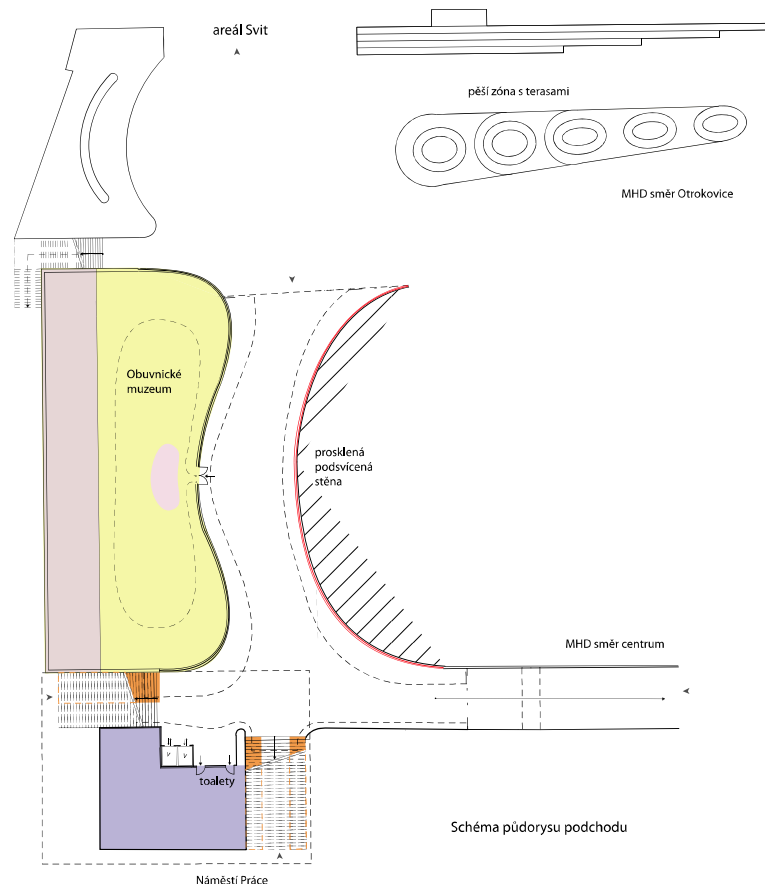 areál Svit
pěší zóna s terasami
MHD směr Otrokovice
Obuvnické
muzeum
prosklená
podsvícená
stěna
MHD směr centrum
toalety
Schéma půdorysu podchodu
Náměstí Práce